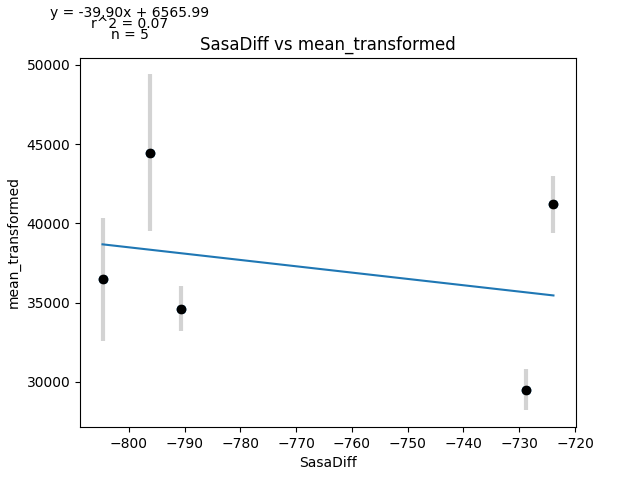 y = -39.90x + 6565.99
r^2 = 0.07
n = 5
SasaDiff vs mean_transformed
50000
45000
40000
35000
30000
mean_transformed
−800
−790
−780
−770
−760
−750
−740
−730
−720
SasaDiff